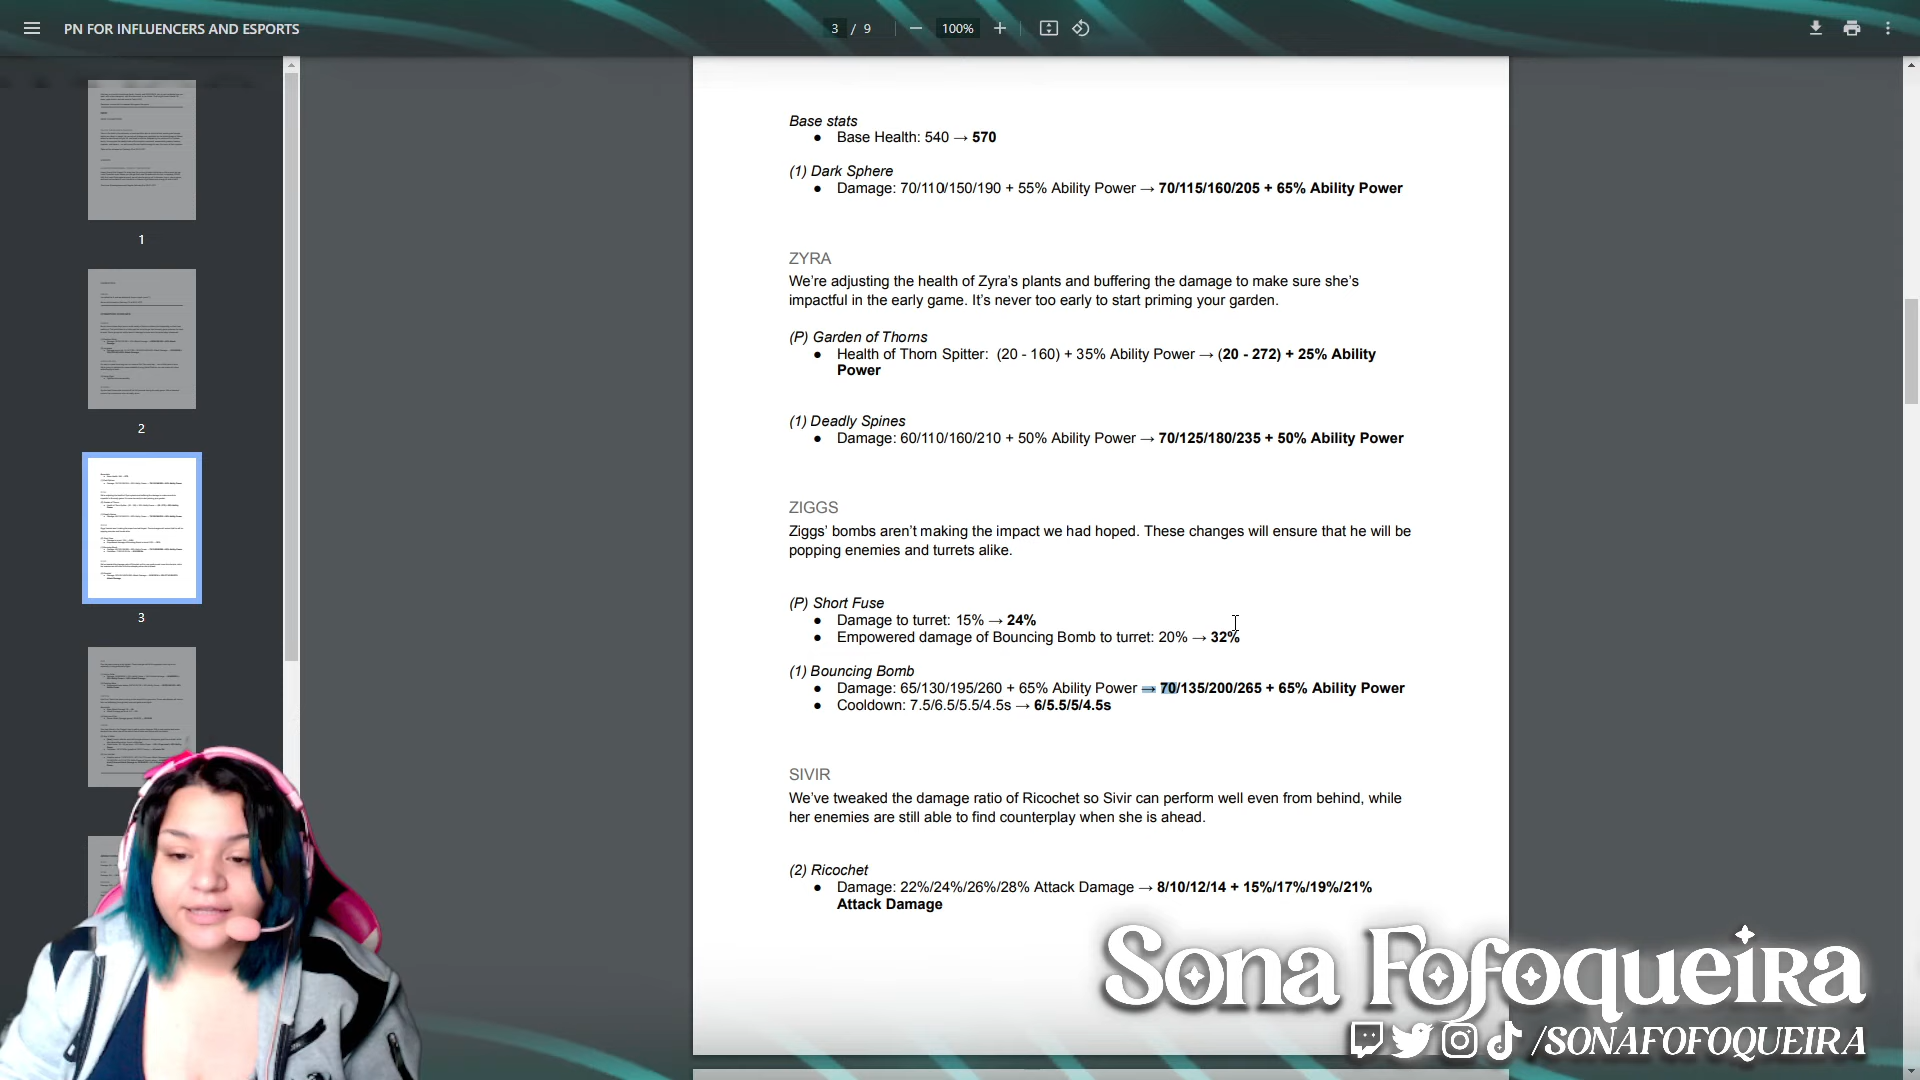 PN FOR INFLUENCERS AND ESPORTS
3 / 9
100%
1
2
3
Base stats
● Base Health: 540 → 570
(1) Dark Sphere
● Damage: 70/110/150/190 + 55% Ability Power → 70/115/160/205 + 65% Ability Power
ZYRA
We’re adjusting the health of Zyra’s plants and buffering the damage to make sure she’s
impactful in the early game. It’s never too early to start priming your garden.
(P) Garden of Thorns
● Health of Thorn Spitter: (20 - 160) + 35% Ability Power → (20 - 272) + 25% Ability
Power
(1) Deadly Spines
● Damage: 60/110/160/210 + 50% Ability Power → 70/125/180/235 + 50% Ability Power
ZIGGS
Ziggs’ bombs aren’t making the impact we had hoped. These changes will ensure that he will be
popping enemies and turrets alike.
(P) Short Fuse
● Damage to turret: 15% → 24%
● Empowered damage of Bouncing Bomb to turret: 20% → 32%
(1) Bouncing Bomb
● Damage: 65/130/195/260 + 65% Ability Power → 70/135/200/265 + 65% Ability Power
● Cooldown: 7.5/6.5/5.5/4.5s → 6/5.5/5/4.5s
SIVIR
We’ve tweaked the damage ratio of Ricochet so Sivir can perform well even from behind, while
her enemies are still able to find counterplay when she is ahead.
(2) Ricochet
● Damage: 22%/24%/26%/28% Attack Damage → 8/10/12/14 + 15%/17%/19%/21%
Attack Damage
Sona Fofoqueira
/SONAFOFOQUEIRA